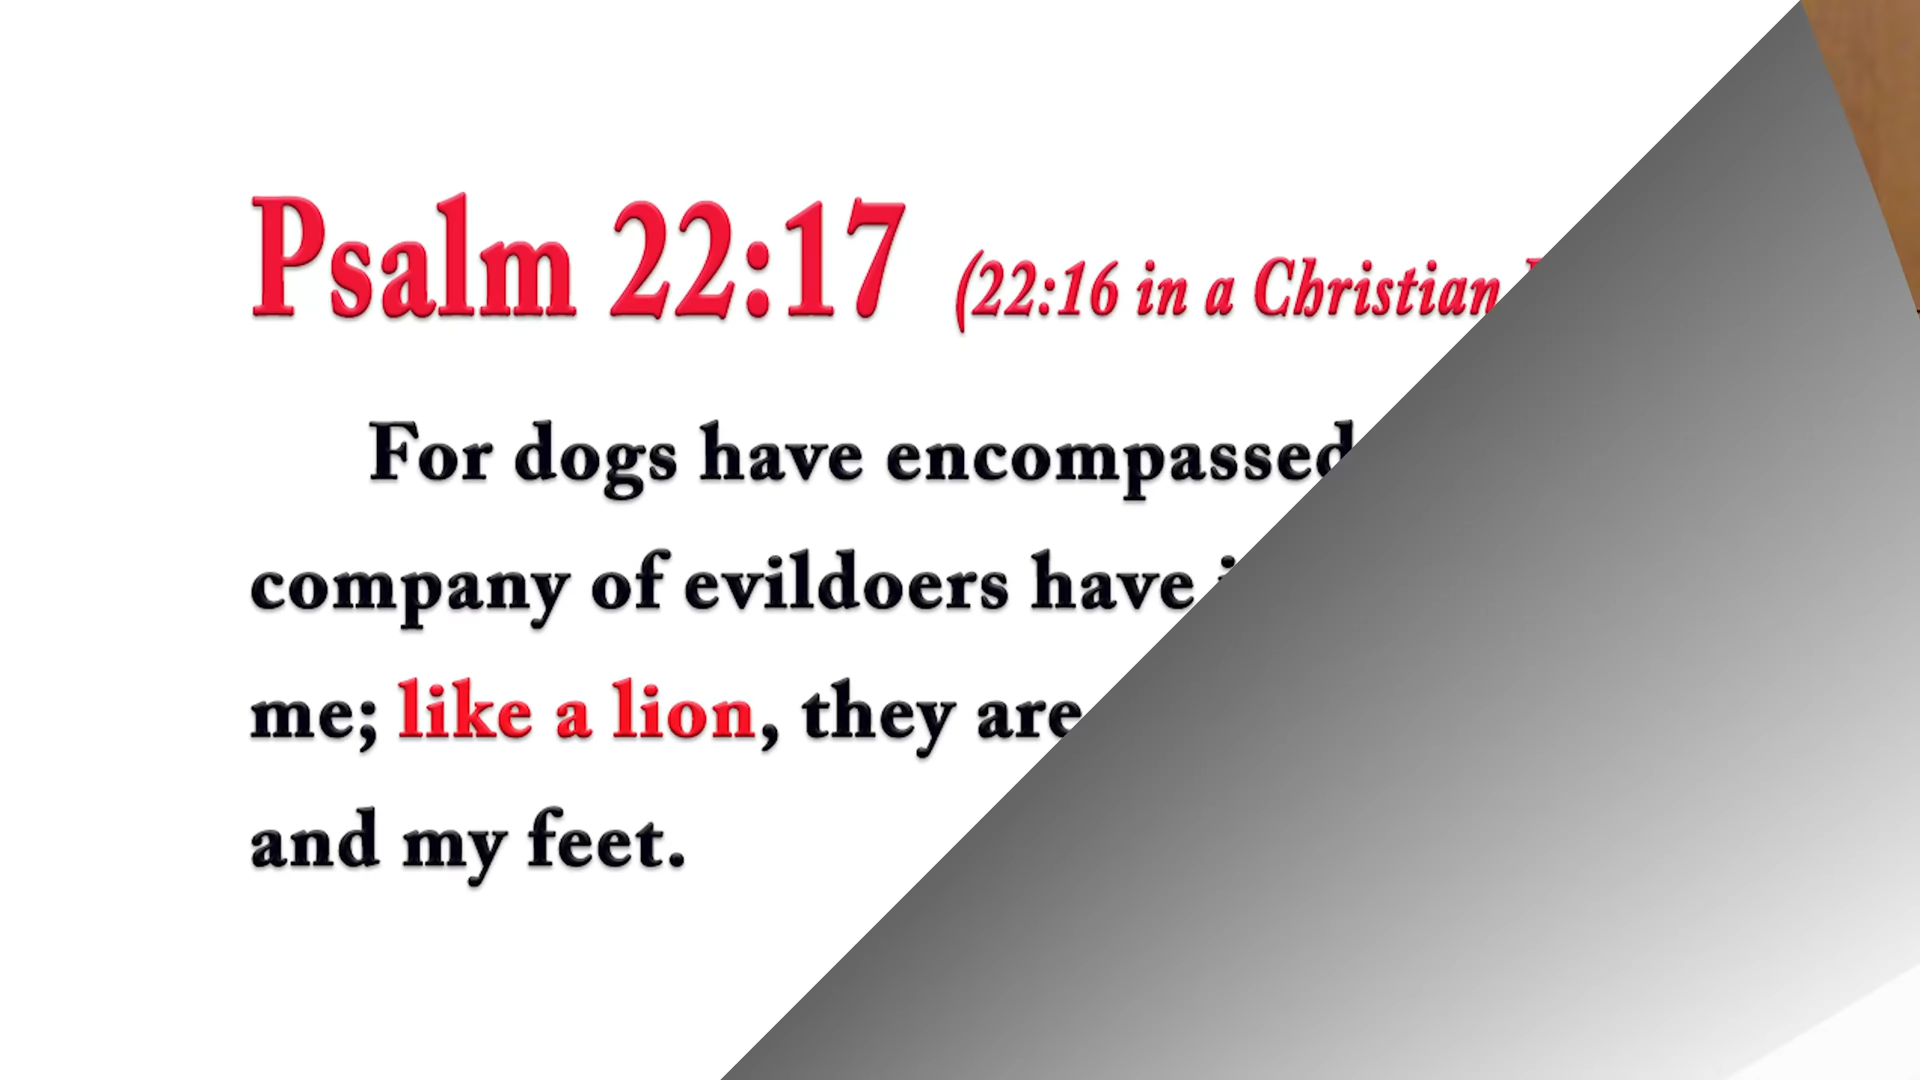 Psalm 22:17 (22:16 in a Christian
For dogs have encompassed
company of evildoers have
me; like a lion, they are
and my feet.